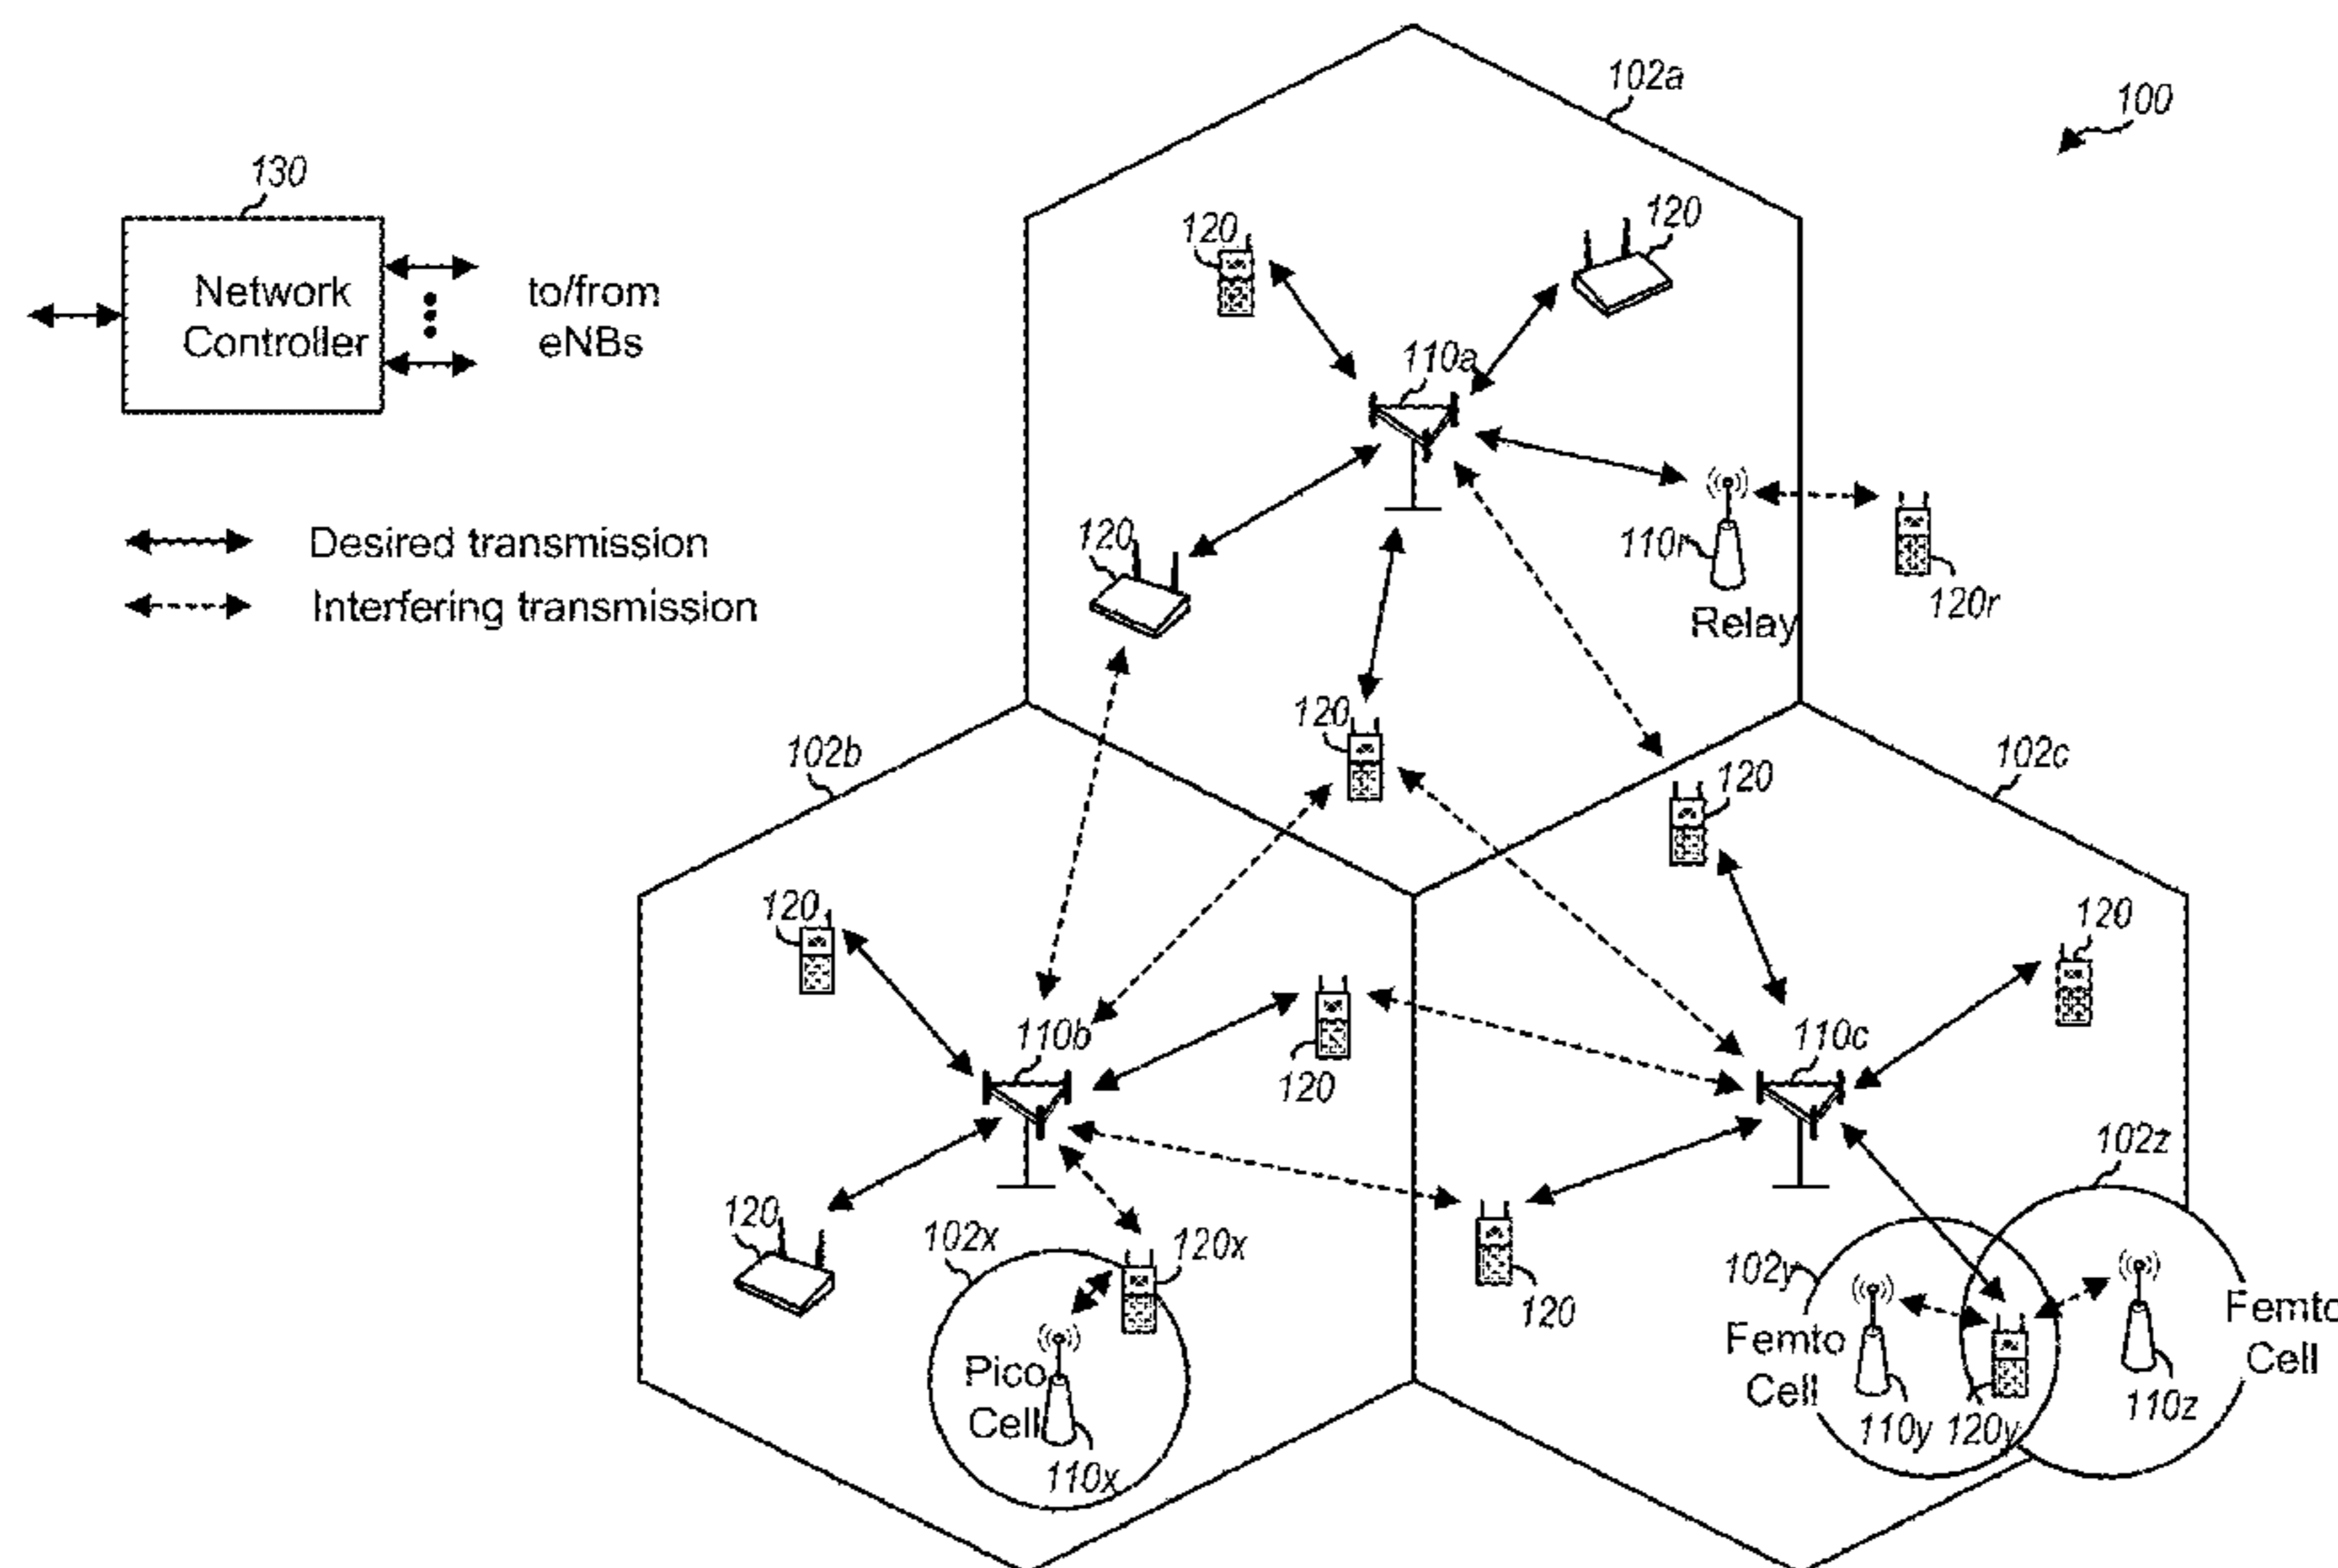 102a
100
130
120
120
Network
Controller
to/from
eNBs
110a
Desired transmission
Interfering transmission
120
110r
120r
Relay
120
102b
102c
120
120
120
110b
120
110c
102z
120
102x
120x
102y
120
Femto
Cell
Femto
Cell
Pico
Cell
110y
120y
110z
110x